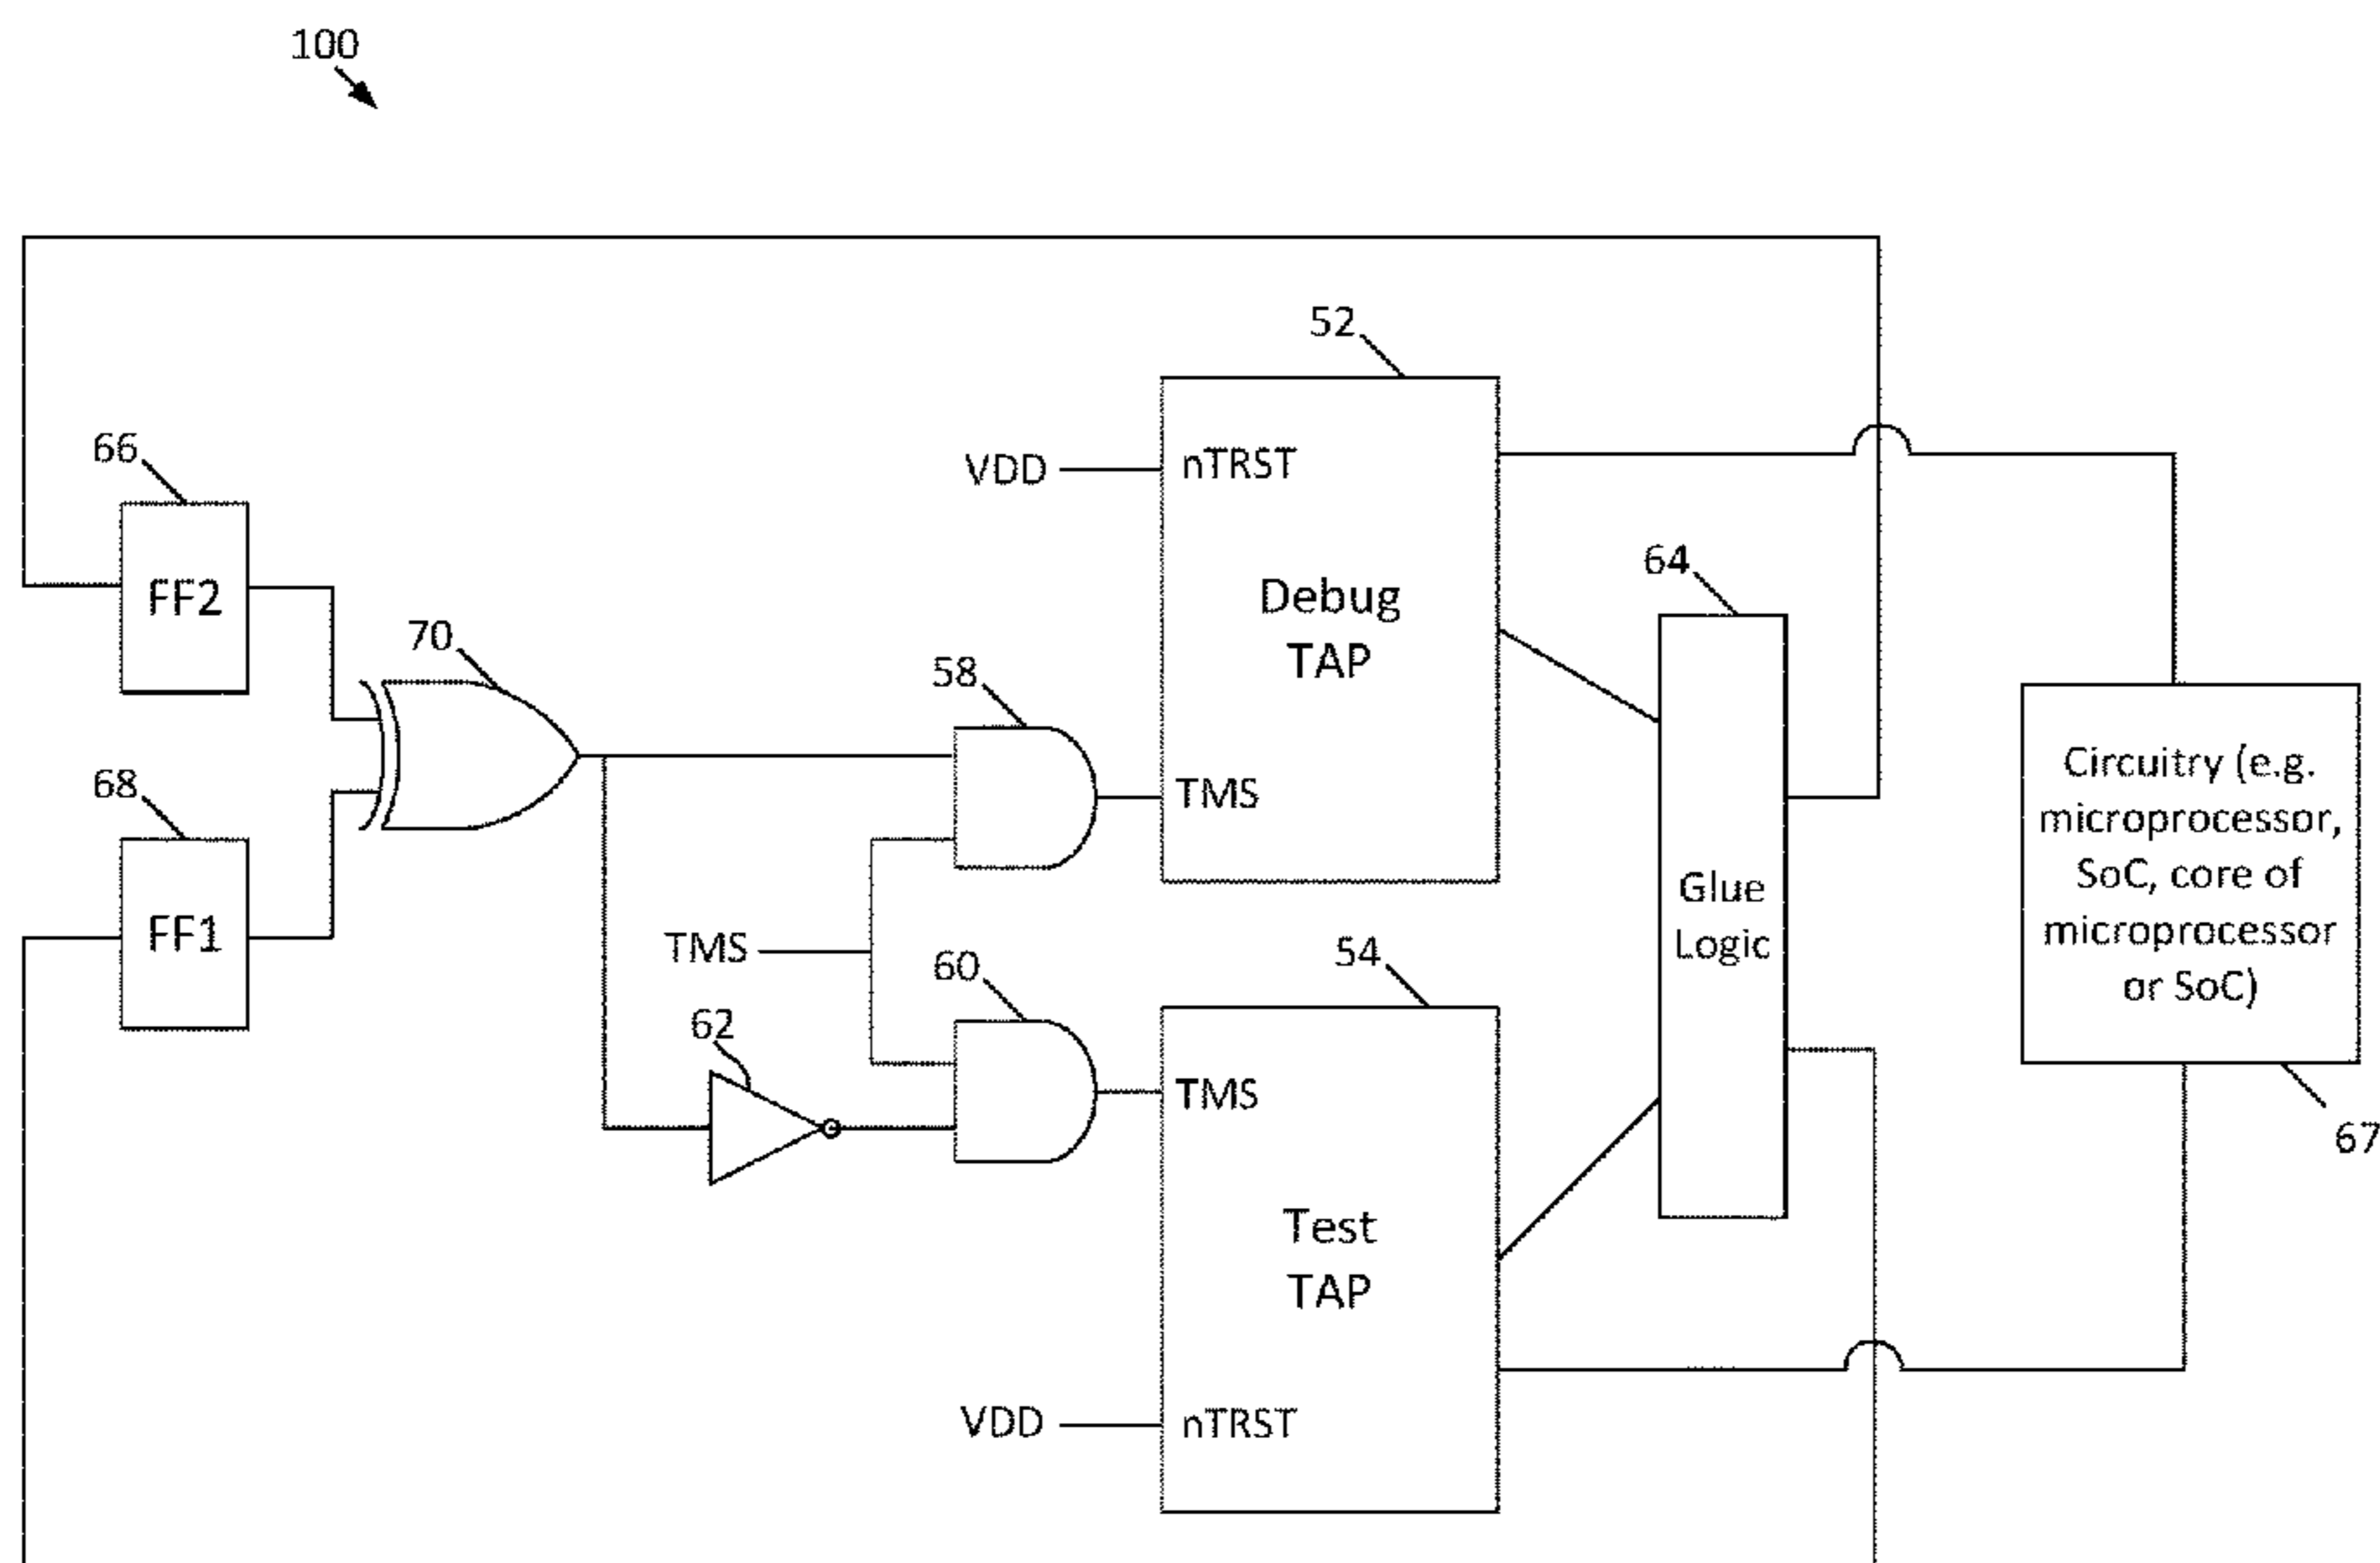 100
52
66
VDD
nTRST
64
FF2
70
58
Debug
TAP
68
TMS
Circuitry (e.g.
microprocessor,
SoC, core of
microprocessor
or SoC)
FF1
Glue
Logic
TMS
60
54
62
TMS
67
Test
TAP
VDD
nTRST